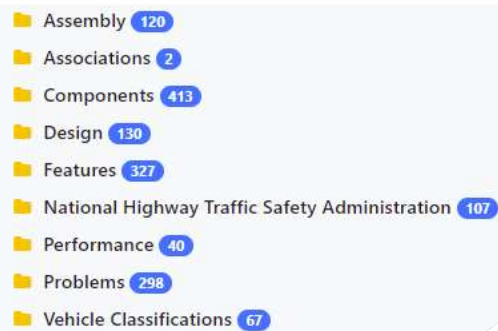 Assembly 120
Associations 2
Components 413
Design 130
Features 327
National Highway Traffic Safety Administration 107
Performance 40
Problems 298
Vehicle Classifications 67